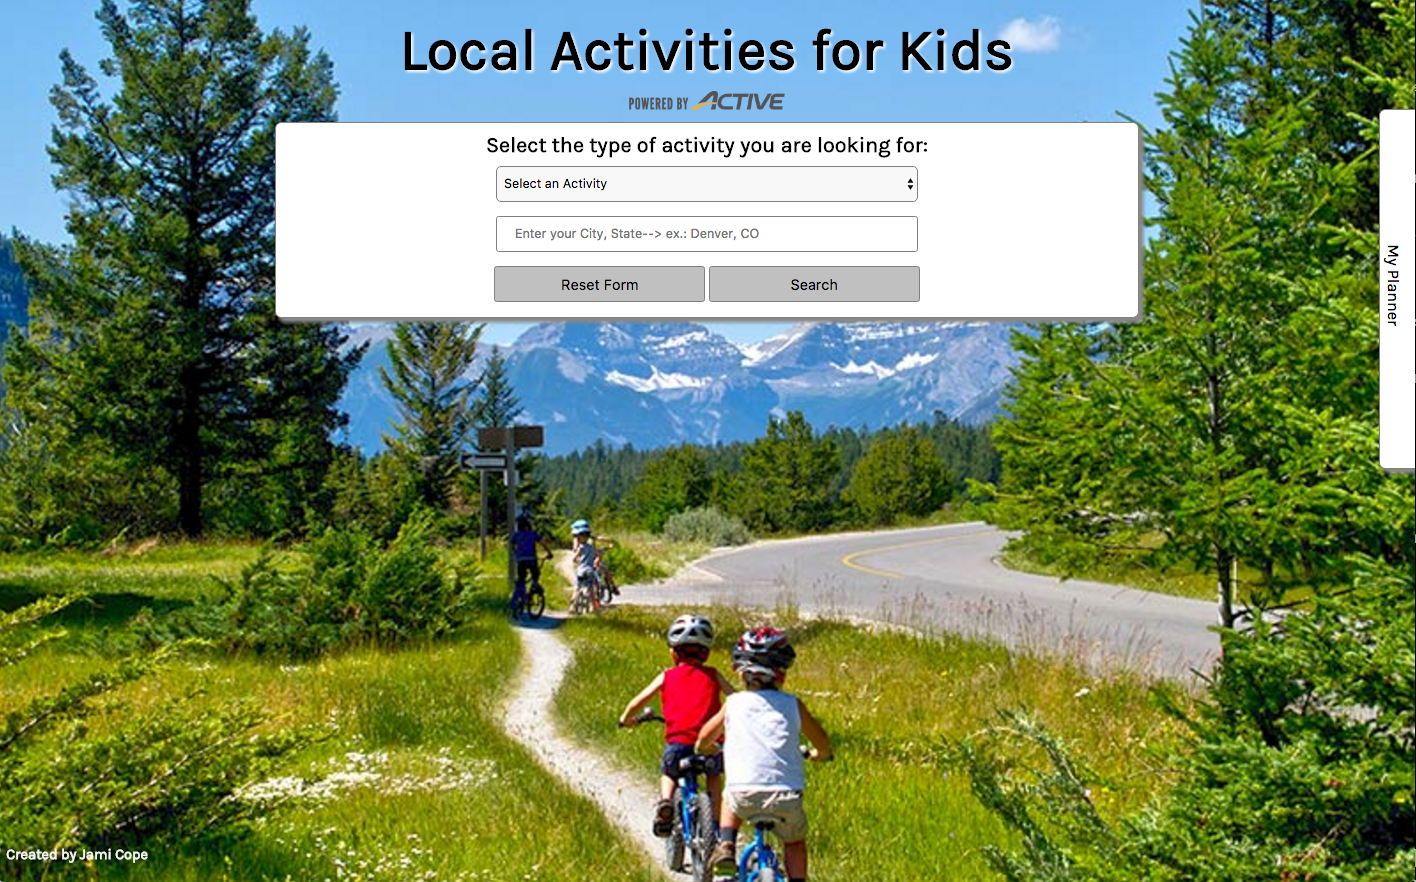 Local Activities for Kids
POWERED BY ACTIVE
Select the type of activity you are looking for:
Select an Activity
Enter your City, State--> ex.: Denver, CO
Reset Form
Search
My Planner
Created by Jami Cope